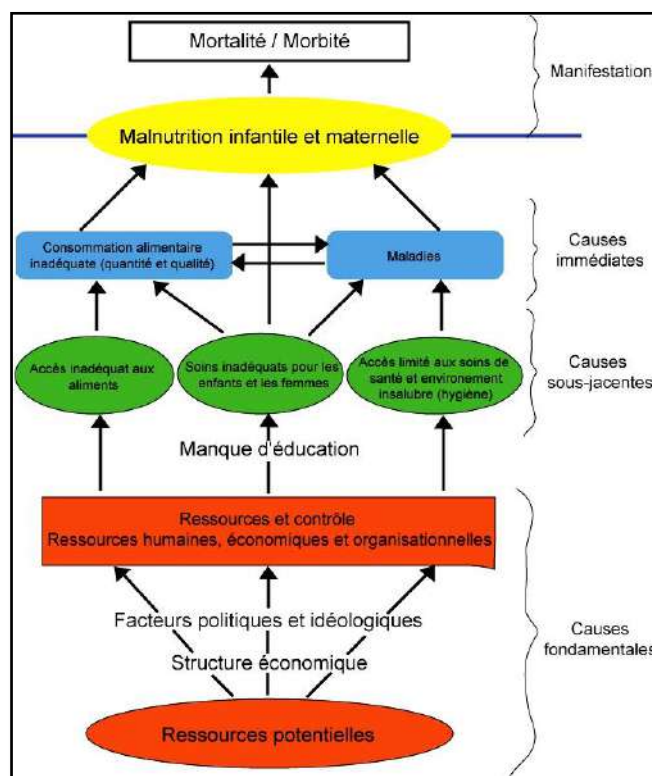 Mortalité / Morbité
Manifestation
Malnutrition infantile et maternelle
Consommation alimentaire
inadéquate (quantité et qualité)
Maladies
Causes
immédiates
Accès inadéquat aux
aliments
Soins inadéquats pour les
enfants et les femmes
Accès limité aux soins de
santé et environement
insalubre (hygiène)
Causes
sous-jacentes
Manque d'éducation
Ressources et contrôle
Ressources humaines, économiques et organisationnelles
Facteurs politiques et idéologiques
Structure économique
Causes
fondamentales
Ressources potentielles